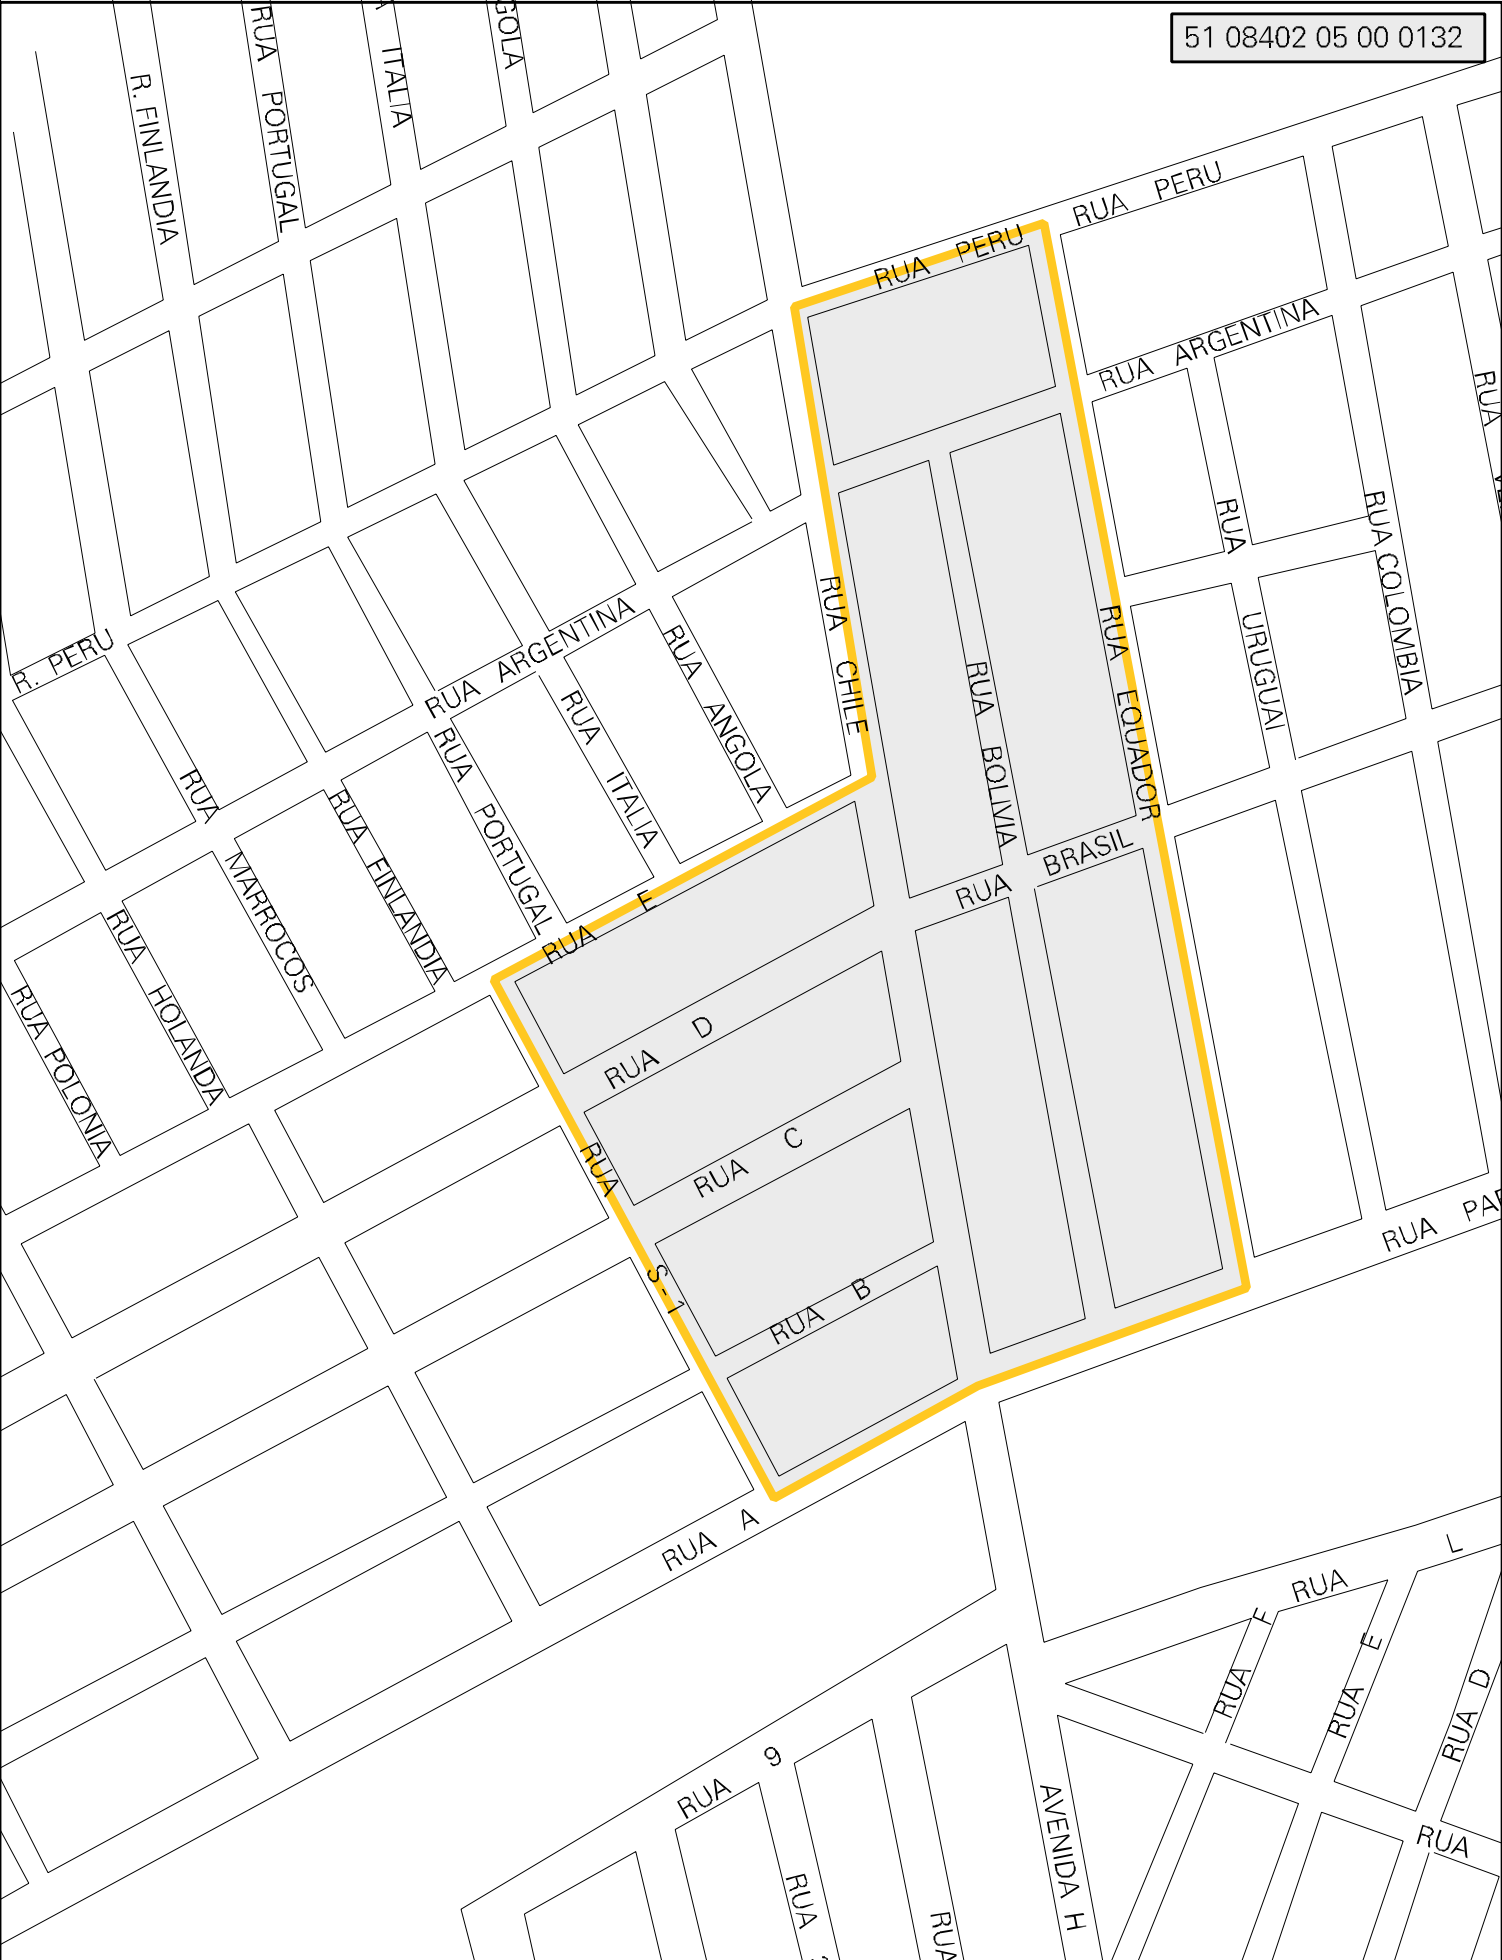 51 08402 05 00 0132
R. FINLANDIA
RUA PORTUGAL
ITALIA
RUA PERU
RUA PERU
RUA ARGENTINA
RUA
RUA URUGUAI
RUA COLOMBIA
RUA CHILE
RUA BOLIVIA
RUA EQUADOR
R. PERU
RUA ARGENTINA
RUA ANGOLA
RUA ITALIA
RUA PORTUGAL
RUA FINLANDIA
RUA MARROCOS
RUA HOLANDA
RUA POLONIA
RUA BRASIL
RUA E
RUA D
RUA C
RUA B
RUA S-1
RUA A
RUA
RUA L
RUA F
RUA E
RUA D
RUA
RUA 9
AVENIDA H
RUA
RUA